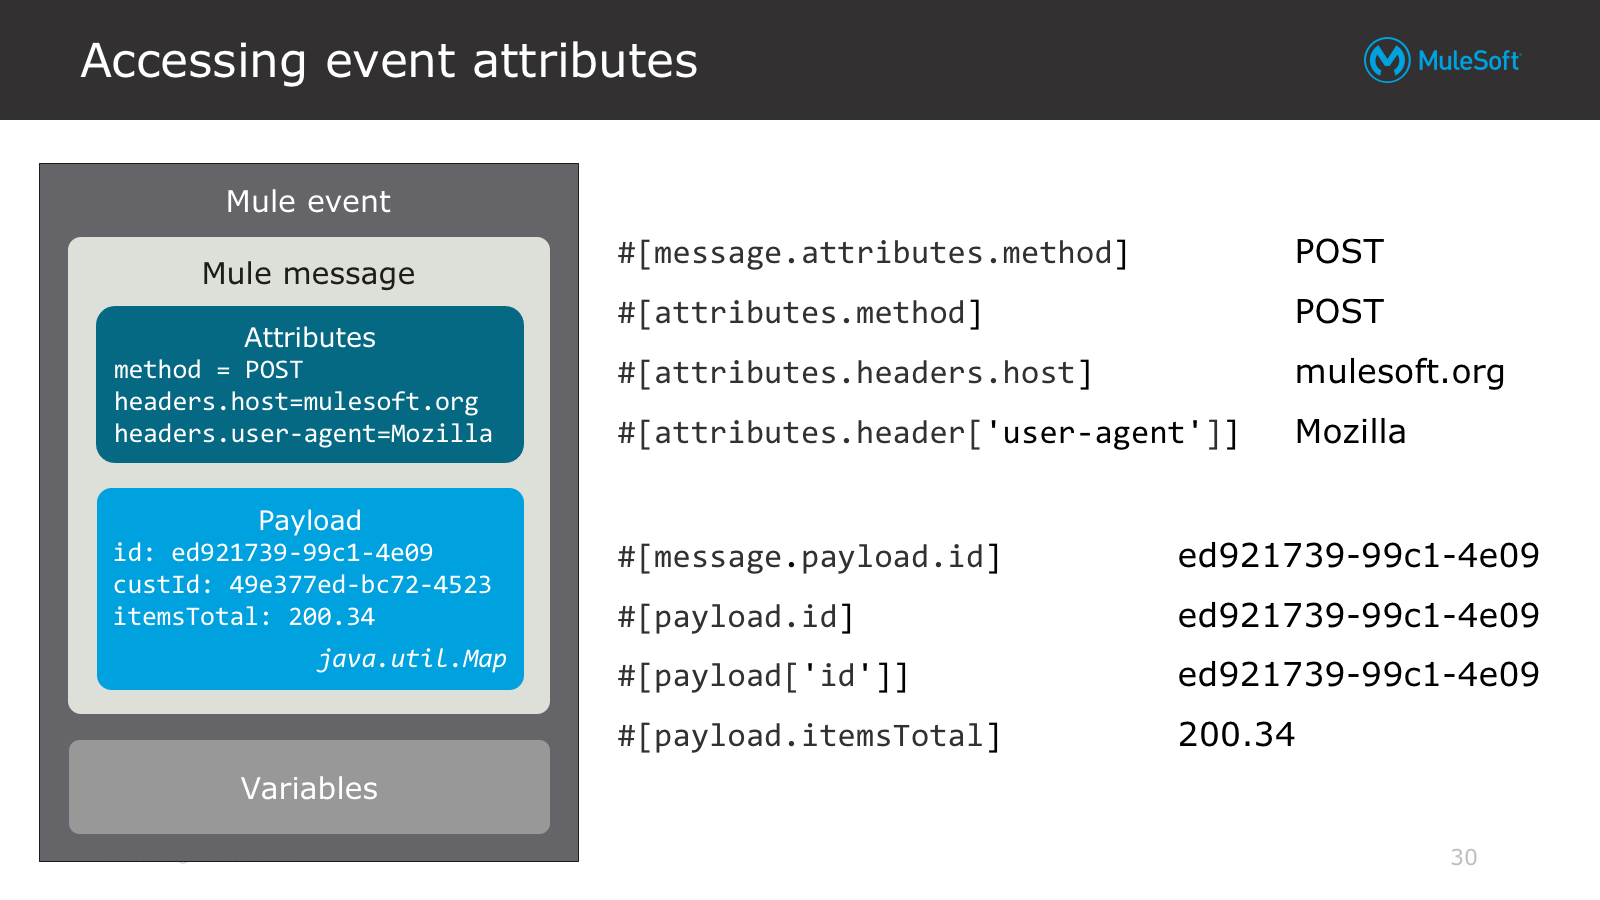 Accessing event attributes
MuleSoft
Mule event
Mule message
Attributes
method = POST
headers.host=mulesoft.org
headers.user-agent=Mozilla
Payload
id: ed921739-99c1-4e09
custId: 49e377ed-bc72-4523
itemsTotal: 200.34
java.util.Map
Variables
#[message.attributes.method] POST
#[attributes.method] POST
#[attributes.headers.host] mulesoft.org
#[attributes.header['user-agent']] Mozilla
#[message.payload.id] ed921739-99c1-4e09
#[payload.id] ed921739-99c1-4e09
#[payload['id']] ed921739-99c1-4e09
#[payload.itemsTotal] 200.34
30